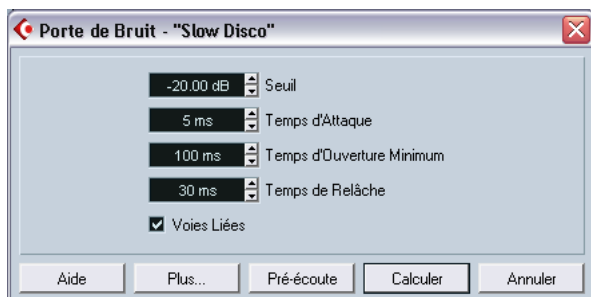 Porte de Bruit - "Slow Disco"
-20.00 dB Seuil
5 ms Temps d'Attaque
100 ms Temps d'Ouverture Minimum
30 ms Temps de Relâche
Voies Liées
Aide Plus... Pré-écoute Calculer Annuler